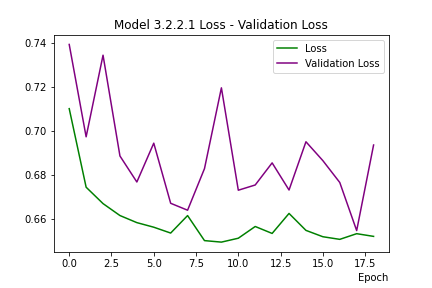 Model 3.2.2.1 Loss - Validation Loss
Loss
Validation Loss
0.74
0.72
0.70
0.68
0.66
0.0 2.5 5.0 7.5 10.0 12.5 15.0 17.5
Epoch